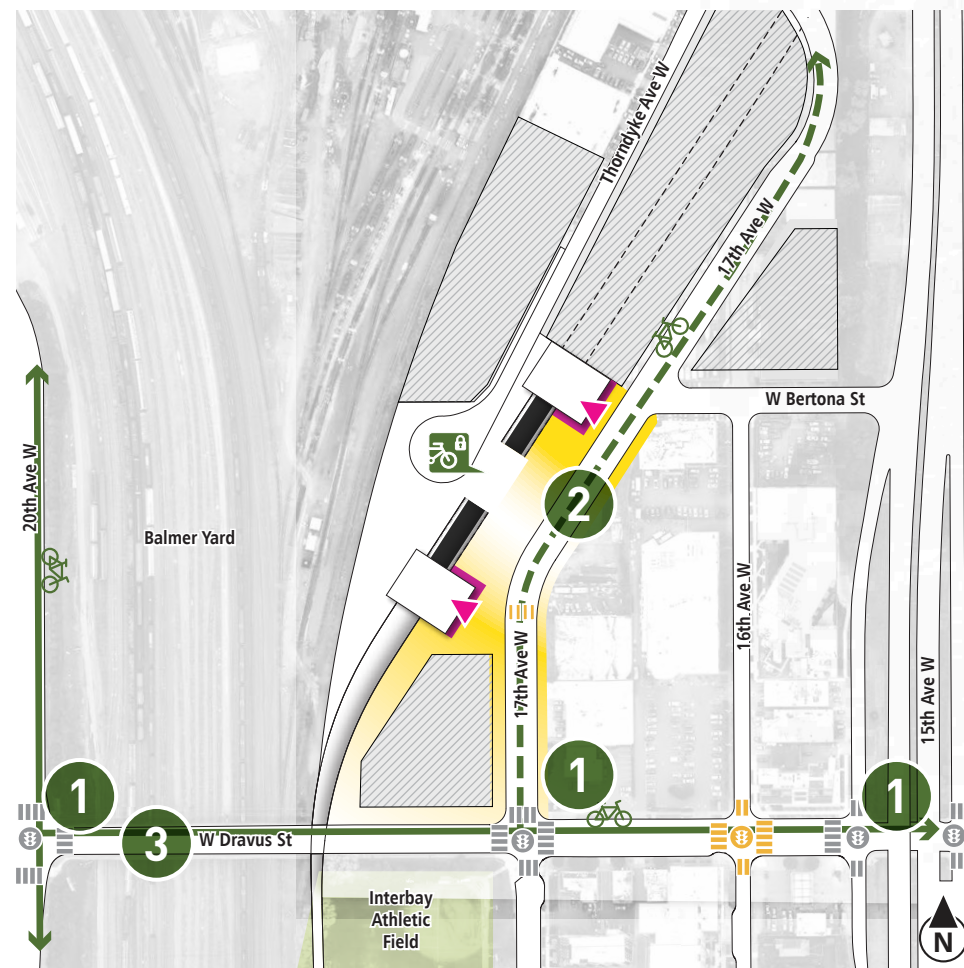 Thorndyke Ave W
17th Ave W
W Bertona St
20th Ave W
2
Balmer Yard
16th Ave W
17th Ave W
15th Ave W
1
1
1
3
W Dravus St
Interbay
Athletic
Field
N